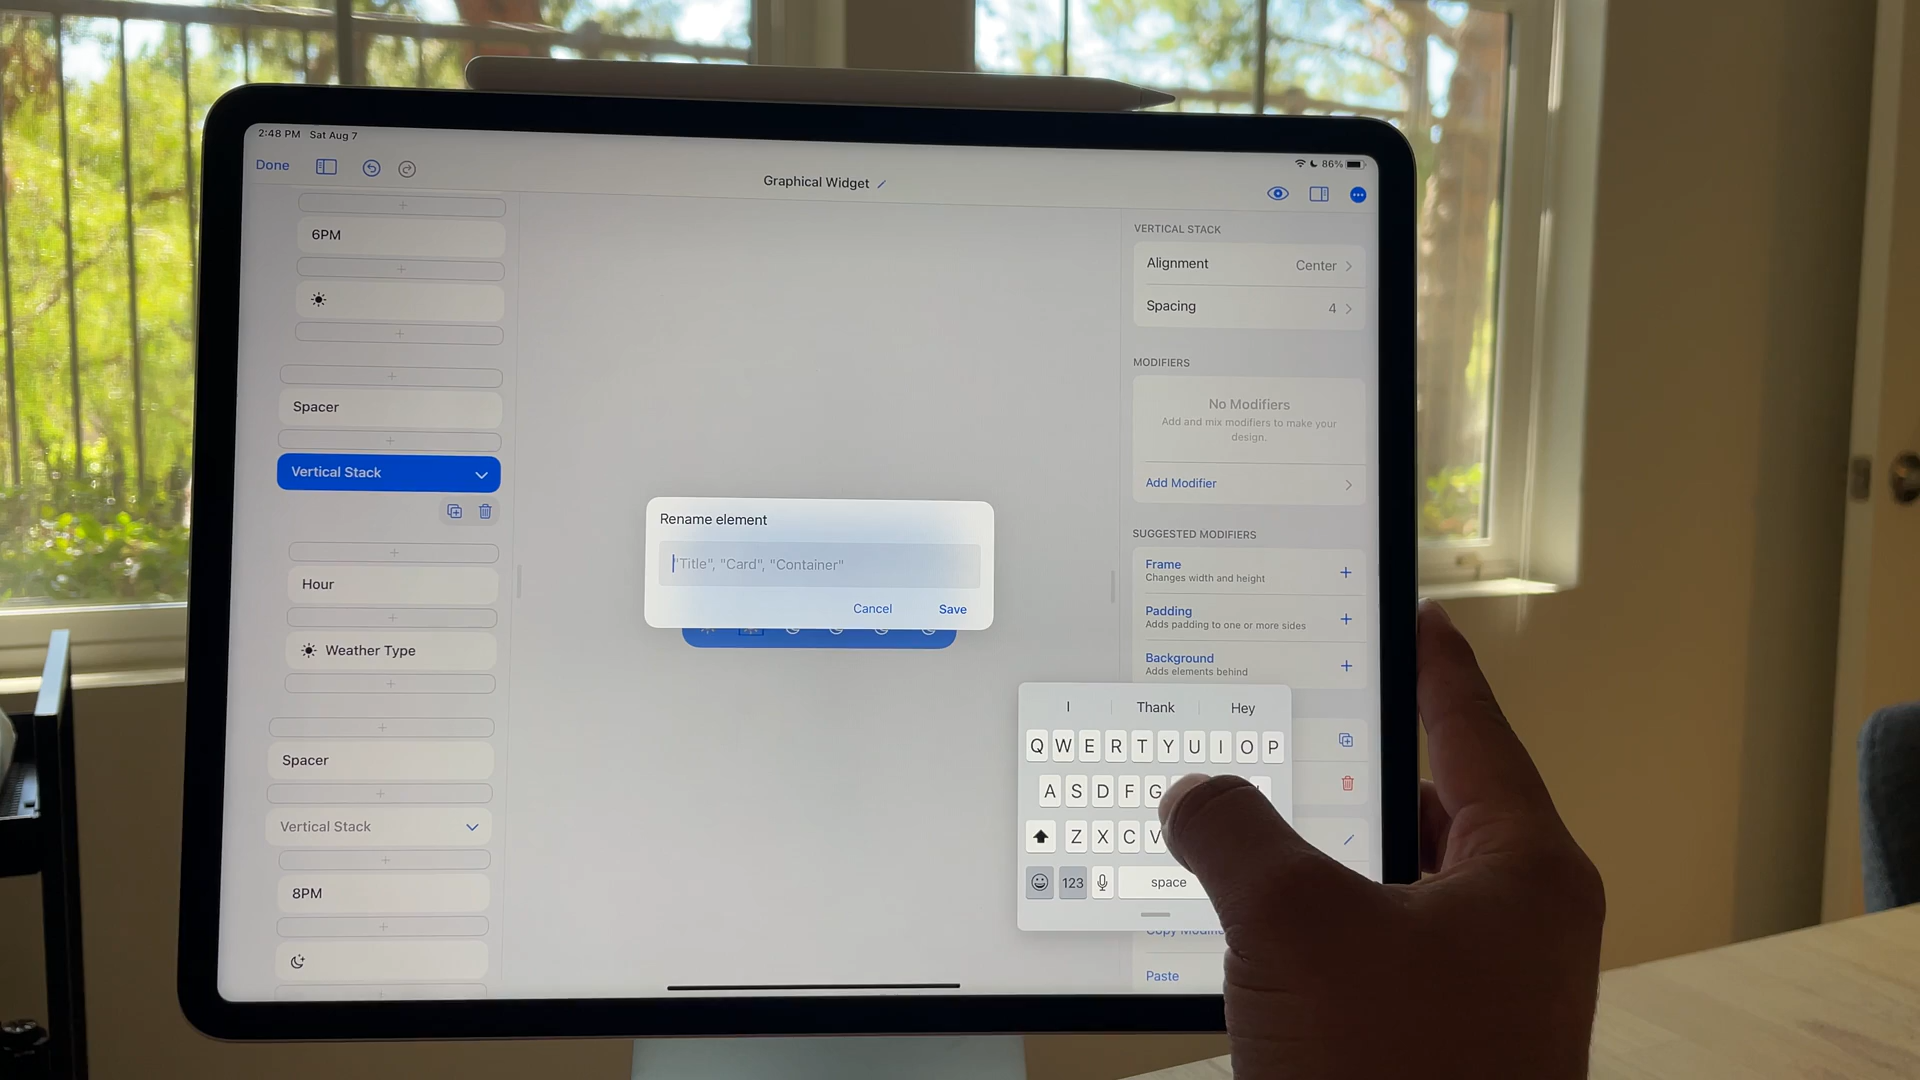 2:48 PM Sat Aug 7
86%
Done
Graphical Widget
6PM
Spacer
Vertical Stack
Hour
Weather Type
Spacer
Vertical Stack
8PM
Rename element
"Title", "Card", "Container"
Cancel
Save
VERTICAL STACK
Alignment Center
Spacing 4
MODIFIERS
No Modifiers
Add and mix modifiers to make your
design.
Add Modifier
SUGGESTED MODIFIERS
Frame
Changes width and height
Padding
Adds padding to one or more sides
Background
Adds elements behind
I Thank Hey
Q W E R T Y U I O P
A S D F G
Z X C V
123 space
Paste